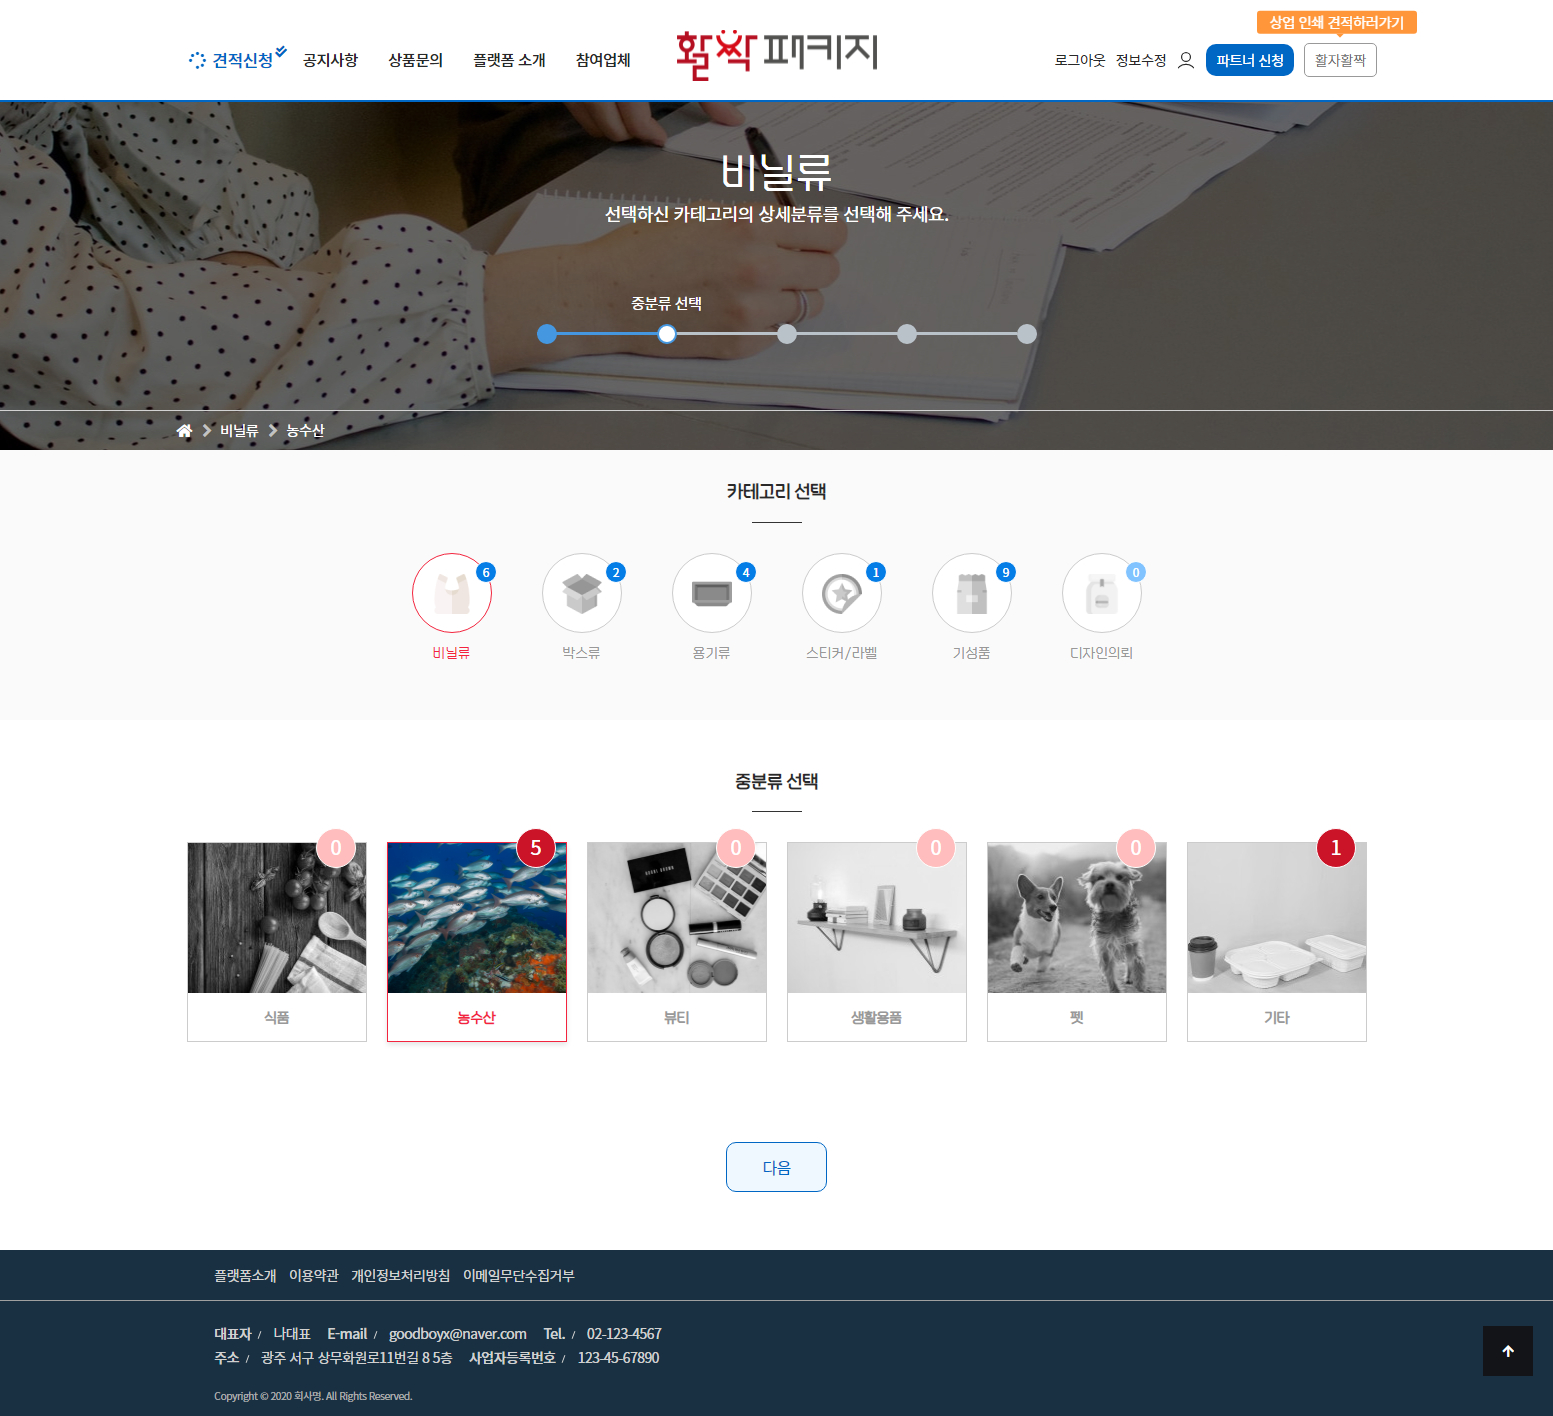 상업 인쇄 견적하러가기
견적신청 공지사항 상품문의 플랫폼 소개 참여업체 활짝 패키지 로그아웃 정보수정 파트너 신청 활자활짝
비닐류
선택하신 카테고리의 상세분류를 선택해 주세요.
중분류 선택
비닐류 농수산
카테고리 선택
6 2 4 1 9 0
비닐류 박스류 용기류 스티커/라벨 기성품 디자인의뢰
중분류 선택
0 5 0 0 0 1
BOBBI BROWN
식품 농수산 뷰티 생활용품 펫 기타
다음
플랫폼소개 이용약관 개인정보처리방침 이메일무단수집거부
대표자 / 나대표 E-mail / goodboyx@naver.com Tel. / 02-123-4567
주소 / 광주 서구 상무화원로11번길 8 5층 사업자등록번호 / 123-45-67890
Copyright © 2020 회사명. All Rights Reserved.